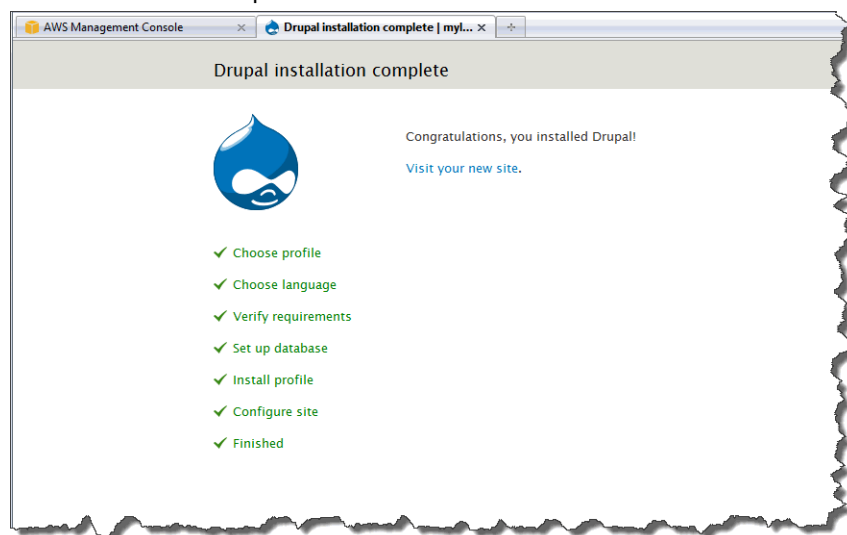 AWS Management Console
Drupal installation complete | myl...
Drupal installation complete
Congratulations, you installed Drupal!
Visit your new site.
Choose profile
Choose language
Verify requirements
Set up database
Install profile
Configure site
Finished